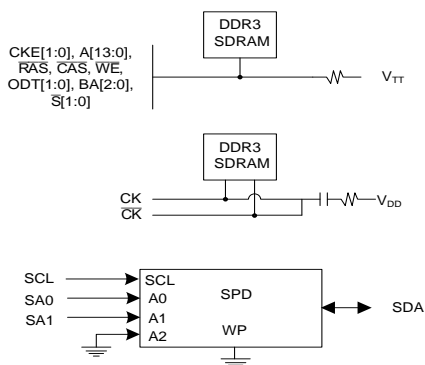 DDR3
SDRAM
CKE[1:0], A[13:0],
RAS, CAS, WE,
ODT[1:0], BA[2:0],
S[1:0]
VTT
DDR3
SDRAM
CK
CK
VDD
SCL
SA0
SA1
SCL
A0
A1
A2
SPD
WP
SDA